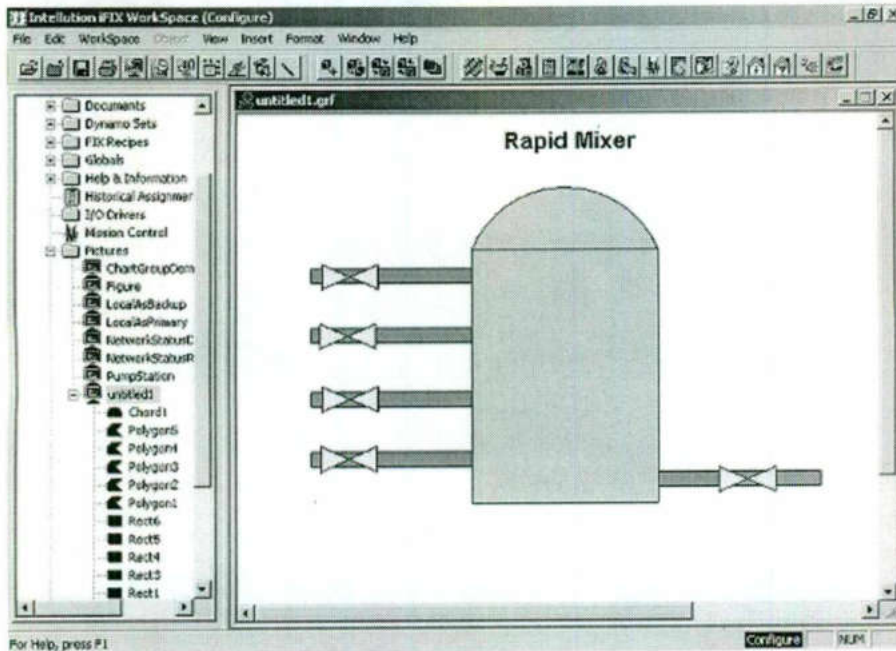 Intellution iFIX WorkSpace (Configure)
File Edit WorkSpace Object View Insert Format Window Help
Documents
Dynamo Sets
FIX Recipes
Globals
Help & Information
Historical Assignmer
I/O Drivers
Mission Control
Pictures
ChartGroupDem
Figure
LocalAsBackup
LocalAsPrimary
NetworkStatusD
NetworkStatusR
PumpStation
untitled1
Chord1
Polygon5
Polygon4
Polygon3
Polygon2
Polygon1
Rect6
Rect5
Rect4
Rect3
Rect1
untitled1.grf
Rapid Mixer
For Help, press F1
Configure
NUM